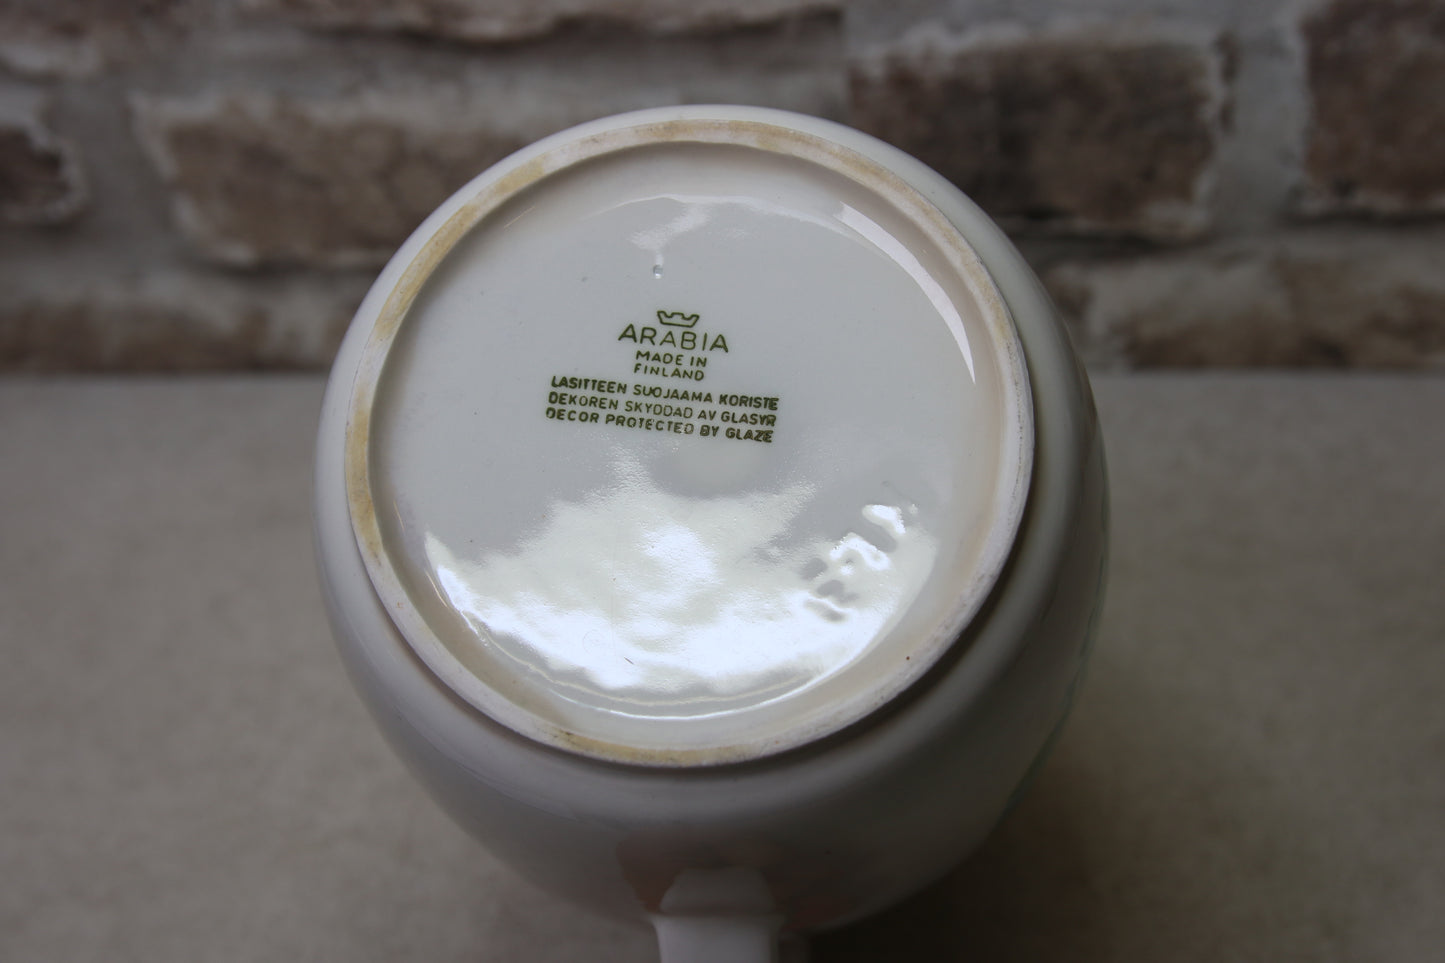 ARABIA
MADE IN
FINLAND
LASITTEEN SUOJAAMA KORISTE
DEKOREN SKYDDAD AV GLASYR
DECOR PROTECTED BY GLAZE